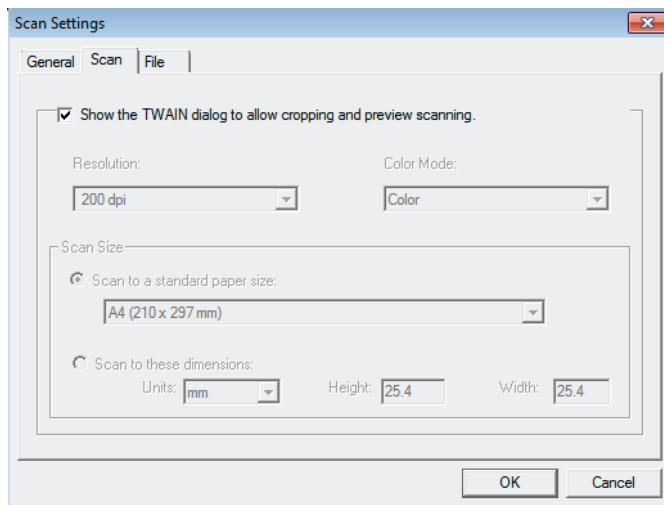 Scan Settings
General Scan File
Show the TWAIN dialog to allow cropping and preview scanning.
Resolution: Color Mode:
200 dpi Color
Scan Size
Scan to a standard paper size:
A4 (210 x 297 mm)
Scan to these dimensions:
Units: mm Height: 25.4 Width: 25.4
OK Cancel